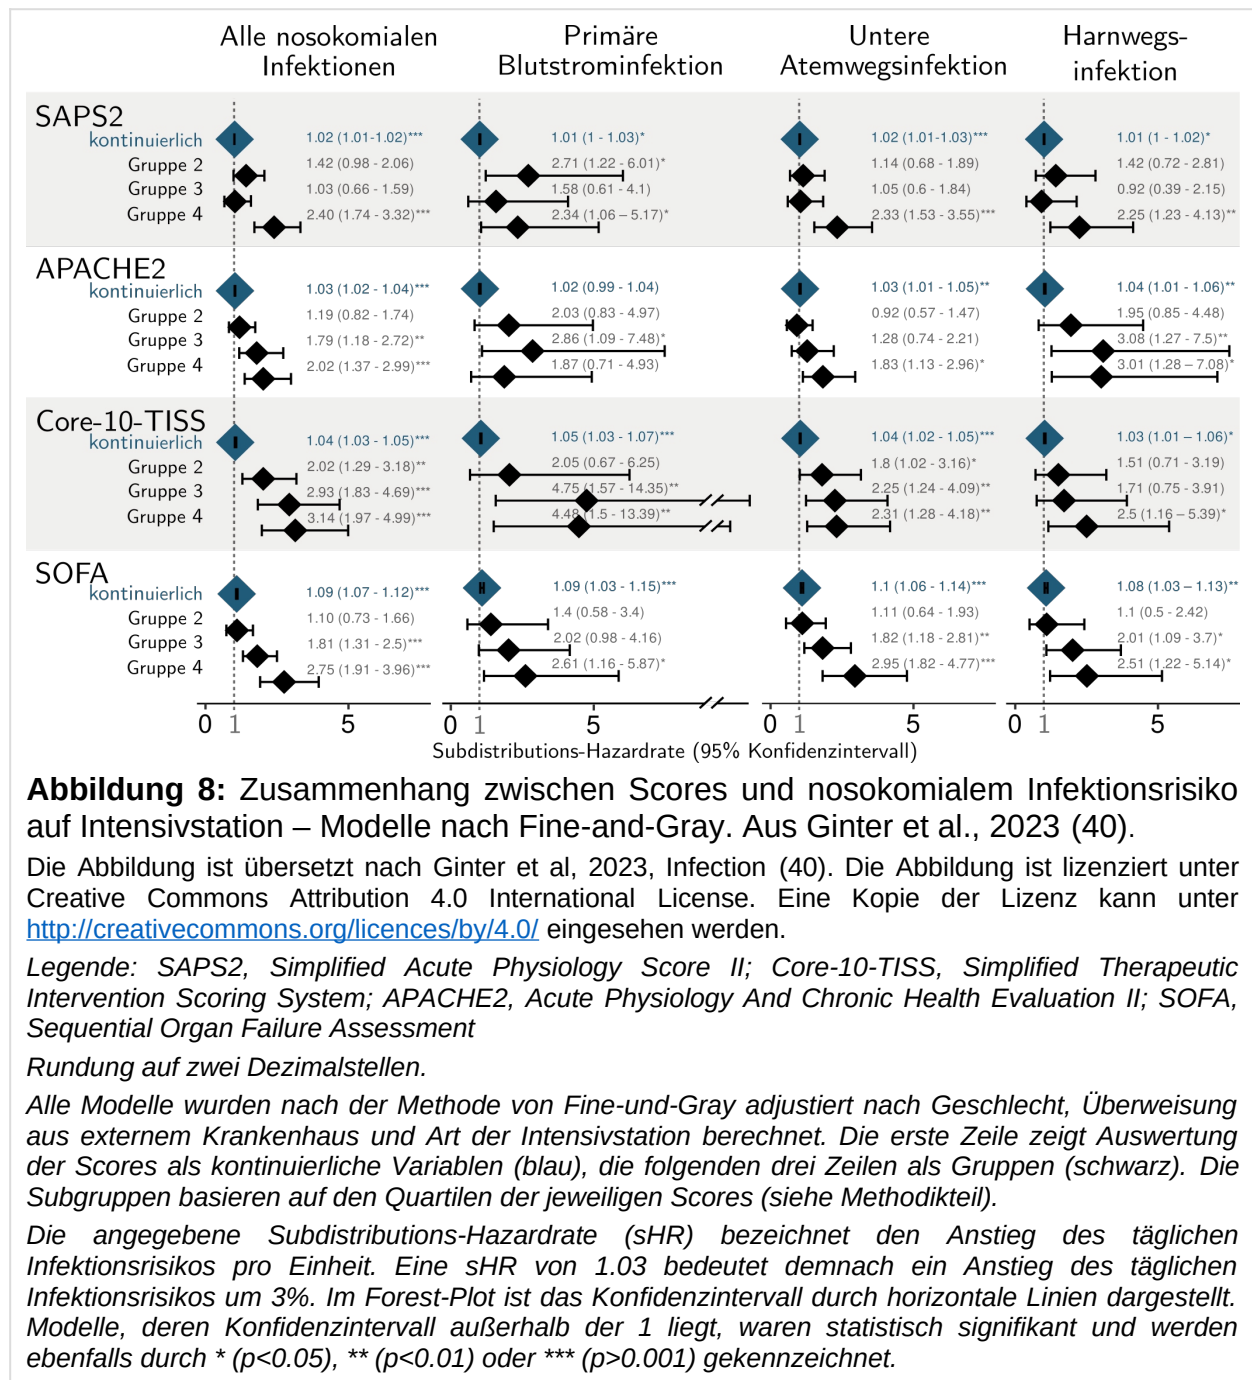 Alle nosokomialen Infektionen
Primäre Blutstrominfektion
Untere Atemwegsinfektion
Harnwegs-infektion
SAPS2
kontinuierlich 1.02 (1.01-1.02)*** 1.01 (1 - 1.03)* 1.02 (1.01-1.03)*** 1.01 (1 - 1.02)*
Gruppe 2 1.42 (0.98 - 2.06) 2.71 (1.22 - 6.01)* 1.14 (0.68 - 1.89) 1.42 (0.72 - 2.81)
Gruppe 3 1.03 (0.66 - 1.59) 1.58 (0.61 - 4.1) 1.05 (0.6 - 1.84) 0.92 (0.39 - 2.15)
Gruppe 4 2.40 (1.74 - 3.32)*** 2.34 (1.06 – 5.17)* 2.33 (1.53 - 3.55)*** 2.25 (1.23 - 4.13)**
APACHE2
kontinuierlich 1.03 (1.02 - 1.04)*** 1.02 (0.99 - 1.04) 1.03 (1.01 - 1.05)** 1.04 (1.01 - 1.06)**
Gruppe 2 1.19 (0.82 - 1.74) 2.03 (0.83 - 4.97) 0.92 (0.57 - 1.47) 1.95 (0.85 - 4.48)
Gruppe 3 1.79 (1.18 - 2.72)** 2.86 (1.09 - 7.48)* 1.28 (0.74 - 2.21) 3.08 (1.27 - 7.5)**
Gruppe 4 2.02 (1.37 - 2.99)*** 1.87 (0.71 - 4.93) 1.83 (1.13 - 2.96)* 3.01 (1.28 – 7.08)*
Core-10-TISS
kontinuierlich 1.04 (1.03 - 1.05)*** 1.05 (1.03 - 1.07)*** 1.04 (1.02 - 1.05)*** 1.03 (1.01 – 1.06)*
Gruppe 2 2.02 (1.29 - 3.18)** 2.05 (0.67 - 6.25) 1.8 (1.02 - 3.16)* 1.51 (0.71 - 3.19)
Gruppe 3 2.93 (1.83 - 4.69)*** 4.75 (1.57 - 14.35)** 2.25 (1.24 - 4.09)** 1.71 (0.75 - 3.91)
Gruppe 4 3.14 (1.97 - 4.99)*** 4.48 (1.5 - 13.39)** 2.31 (1.28 - 4.18)** 2.5 (1.16 – 5.39)*
SOFA
kontinuierlich 1.09 (1.07 - 1.12)*** 1.09 (1.03 - 1.15)*** 1.1 (1.06 - 1.14)*** 1.08 (1.03 – 1.13)**
Gruppe 2 1.10 (0.73 - 1.66) 1.4 (0.58 - 3.4) 1.11 (0.64 - 1.93) 1.1 (0.5 - 2.42)
Gruppe 3 1.81 (1.31 - 2.5)*** 2.02 (0.98 - 4.16) 1.82 (1.18 - 2.81)** 2.01 (1.09 - 3.7)*
Gruppe 4 2.75 (1.91 - 3.96)*** 2.61 (1.16 - 5.87)* 2.95 (1.82 - 4.77)*** 2.51 (1.22 - 5.14)*
0 1 5 0 1 5 0 1 5 0 1 5
Subdistributions-Hazardrate (95% Konfidenzintervall)
Abbildung 8: Zusammenhang zwischen Scores und nosokomialem Infektionsrisiko
auf Intensivstation – Modelle nach Fine-and-Gray. Aus Ginter et al., 2023 (40).
Die Abbildung ist übersetzt nach Ginter et al, 2023, Infection (40). Die Abbildung ist lizenziert unter
Creative Commons Attribution 4.0 International License. Eine Kopie der Lizenz kann unter
http://creativecommons.org/licences/by/4.0/ eingesehen werden.
Legende: SAPS2, Simplified Acute Physiology Score II; Core-10-TISS, Simplified Therapeutic
Intervention Scoring System; APACHE2, Acute Physiology And Chronic Health Evaluation II; SOFA,
Sequential Organ Failure Assessment
Rundung auf zwei Dezimalstellen.
Alle Modelle wurden nach der Methode von Fine-und-Gray adjustiert nach Geschlecht, Überweisung
aus externem Krankenhaus und Art der Intensivstation berechnet. Die erste Zeile zeigt Auswertung
der Scores als kontinuierliche Variablen (blau), die folgenden drei Zeilen als Gruppen (schwarz). Die
Subgruppen basieren auf den Quartilen der jeweiligen Scores (siehe Methodikteil).
Die angegebene Subdistributions-Hazardrate (sHR) bezeichnet den Anstieg des täglichen
Infektionsrisikos pro Einheit. Eine sHR von 1.03 bedeutet demnach ein Anstieg des täglichen
Infektionsrisikos um 3%. Im Forest-Plot ist das Konfidenzintervall durch horizontale Linien dargestellt.
Modelle, deren Konfidenzintervall außerhalb der 1 liegt, waren statistisch signifikant und werden
ebenfalls durch * (p<0.05), ** (p<0.01) oder *** (p>0.001) gekennzeichnet.